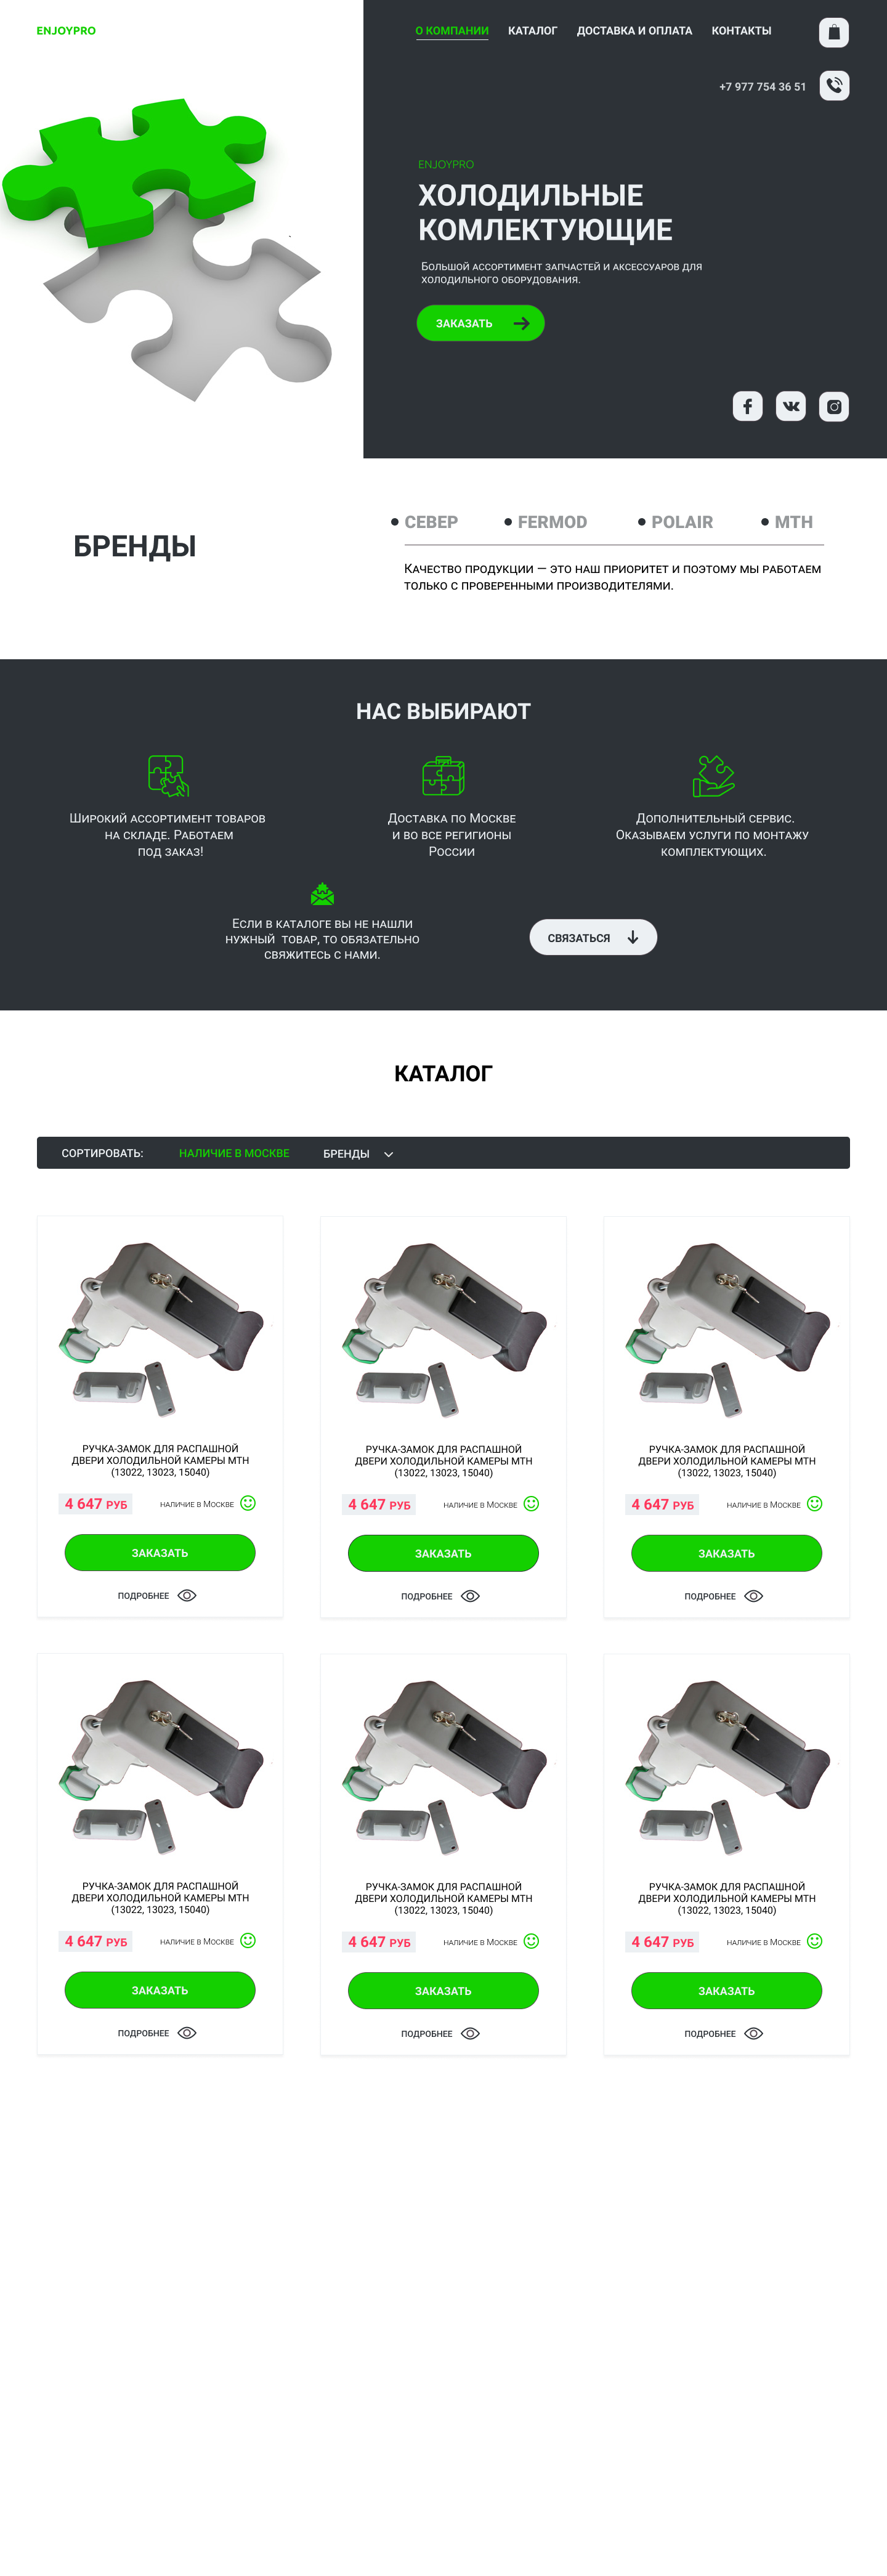 ENJOYPRO
О КОМПАНИИ КАТАЛОГ ДОСТАВКА И ОПЛАТА КОНТАКТЫ
+7 977 754 36 51
ENJOYPRO
ХОЛОДИЛЬНЫЕ
КОМЛЕКТУЮЩИЕ
Большой ассортимент запчастей и аксессуаров для
холодильного оборудования.
ЗАКАЗАТЬ
БРЕНДЫ
• СЕВЕР • FERMOD • POLAIR • МТН
Качество продукции — это наш приоритет и поэтому мы работаем
только с проверенными производителями.
НАС ВЫБИРАЮТ
Широкий ассортимент товаров
на складе. Работаем
под заказ!
Доставка по Москве
и во все регигионы
России
Дополнительный сервис.
Оказываем услуги по монтажу
комплектующих.
Если в каталоге вы не нашли
нужный товар, то обязательно
свяжитесь с нами.
СВЯЗАТЬСЯ
КАТАЛОГ
СОРТИРОВАТЬ: НАЛИЧИЕ В МОСКВЕ БРЕНДЫ
РУЧКА-ЗАМОК ДЛЯ РАСПАШНОЙ
ДВЕРИ ХОЛОДИЛЬНОЙ КАМЕРЫ МТН
(13022, 13023, 15040)
4 647 РУБ наличие в Москве
ЗАКАЗАТЬ
ПОДРОБНЕЕ
РУЧКА-ЗАМОК ДЛЯ РАСПАШНОЙ
ДВЕРИ ХОЛОДИЛЬНОЙ КАМЕРЫ МТН
(13022, 13023, 15040)
4 647 РУБ наличие в Москве
ЗАКАЗАТЬ
ПОДРОБНЕЕ
РУЧКА-ЗАМОК ДЛЯ РАСПАШНОЙ
ДВЕРИ ХОЛОДИЛЬНОЙ КАМЕРЫ МТН
(13022, 13023, 15040)
4 647 РУБ наличие в Москве
ЗАКАЗАТЬ
ПОДРОБНЕЕ
РУЧКА-ЗАМОК ДЛЯ РАСПАШНОЙ
ДВЕРИ ХОЛОДИЛЬНОЙ КАМЕРЫ МТН
(13022, 13023, 15040)
4 647 РУБ наличие в Москве
ЗАКАЗАТЬ
ПОДРОБНЕЕ
РУЧКА-ЗАМОК ДЛЯ РАСПАШНОЙ
ДВЕРИ ХОЛОДИЛЬНОЙ КАМЕРЫ МТН
(13022, 13023, 15040)
4 647 РУБ наличие в Москве
ЗАКАЗАТЬ
ПОДРОБНЕЕ
РУЧКА-ЗАМОК ДЛЯ РАСПАШНОЙ
ДВЕРИ ХОЛОДИЛЬНОЙ КАМЕРЫ МТН
(13022, 13023, 15040)
4 647 РУБ наличие в Москве
ЗАКАЗАТЬ
ПОДРОБНЕЕ